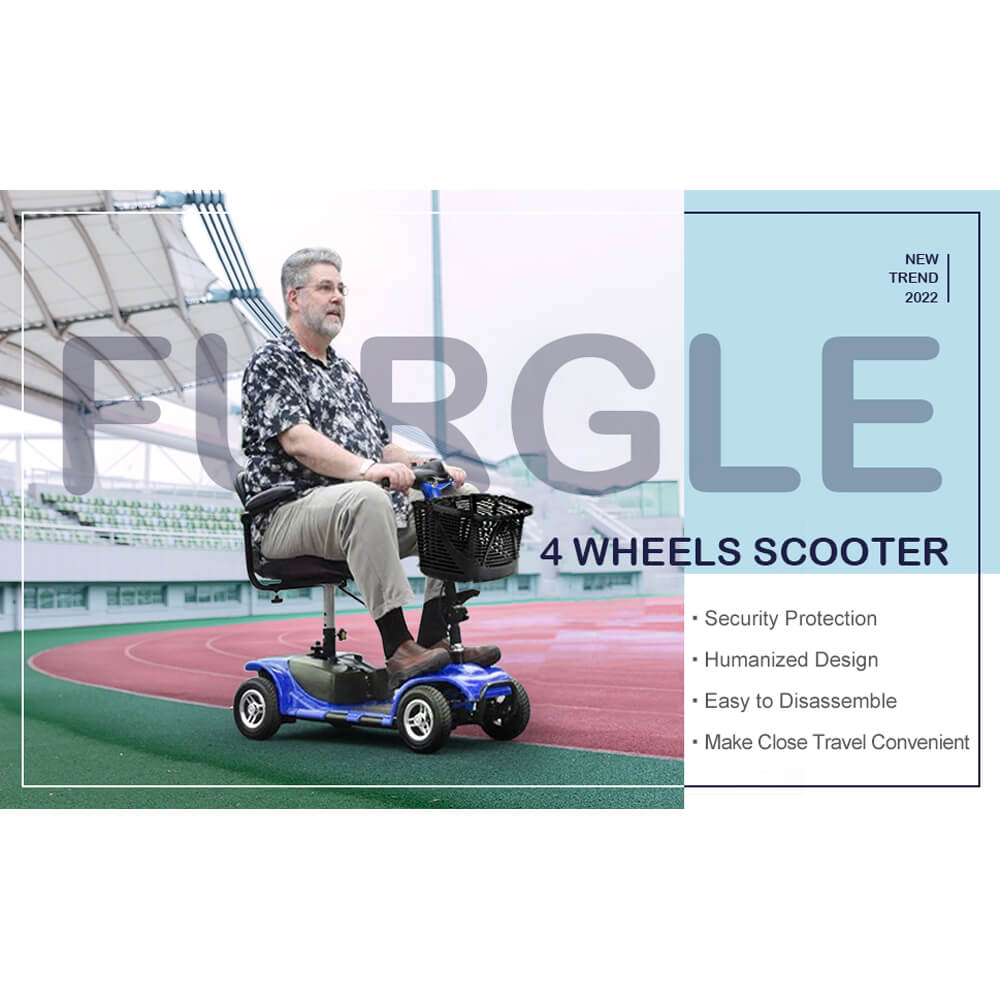 NEW
TREND
2022
FURGLE
4 WHEELS SCOOTER
· Security Protection
· Humanized Design
· Easy to Disassemble
· Make Close Travel Convenient